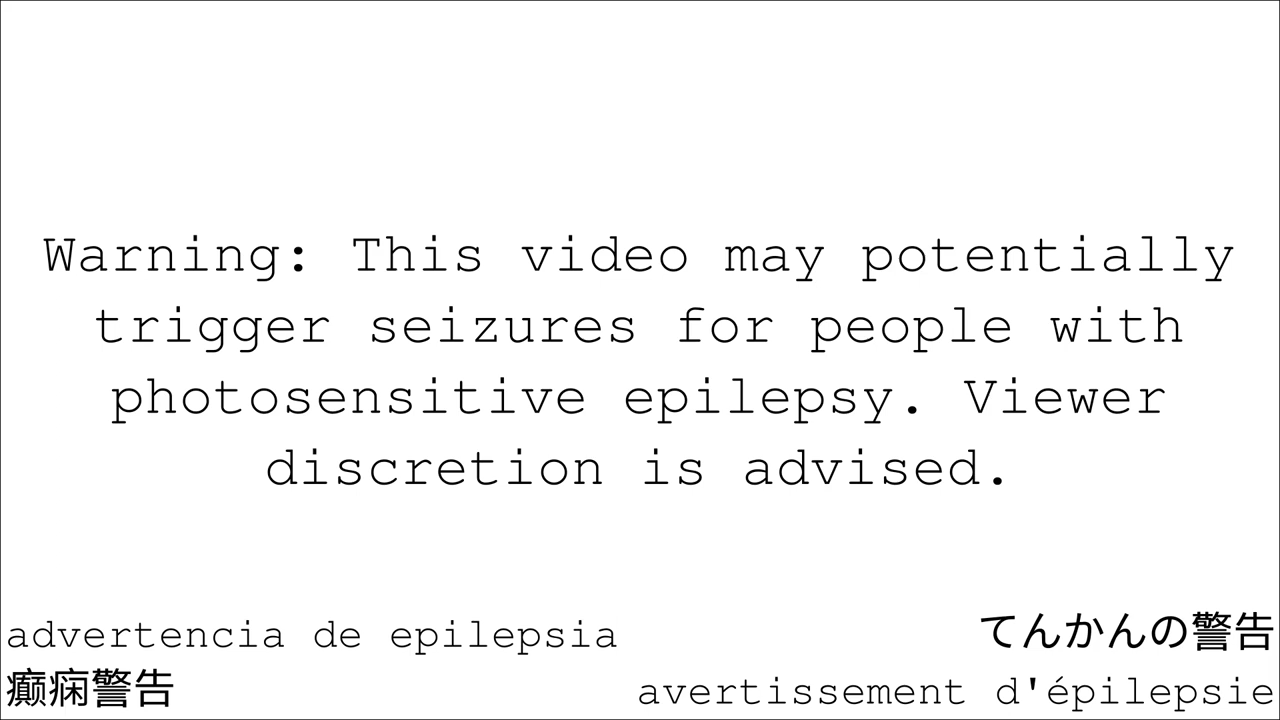 Warning: This video may potentially
trigger seizures for people with
photosensitive epilepsy. Viewer
discretion is advised.
advertencia de epilepsia
てんかんの警告
癫痫警告
avertissement d'épilepsie